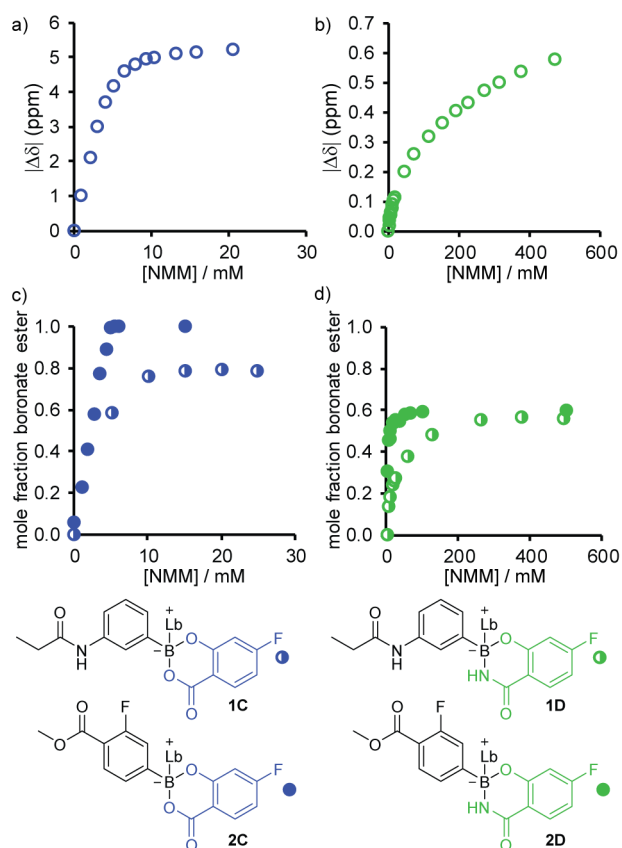 a)
|Δδ| (ppm)
6
5
4
3
2
1
0
0 10 20 30
[NMM] / mM
b)
|Δδ| (ppm)
0.7
0.6
0.5
0.4
0.3
0.2
0.1
0.0
0 200 400 600
[NMM] / mM
c)
mole fraction boronate ester
1.0
0.8
0.6
0.4
0.2
0.0
0 10 20 30
[NMM] / mM
d)
mole fraction boronate ester
1.0
0.8
0.6
0.4
0.2
0.0
0 200 400 600
[NMM] / mM
O
N
H
+
Lb
−B
O
O
O
F
1C
O
N
H
+
Lb
−B
O
HN
O
F
1D
O
O
F
+
Lb
−B
O
O
O
F
2C
O
O
F
+
Lb
−B
O
HN
O
F
2D